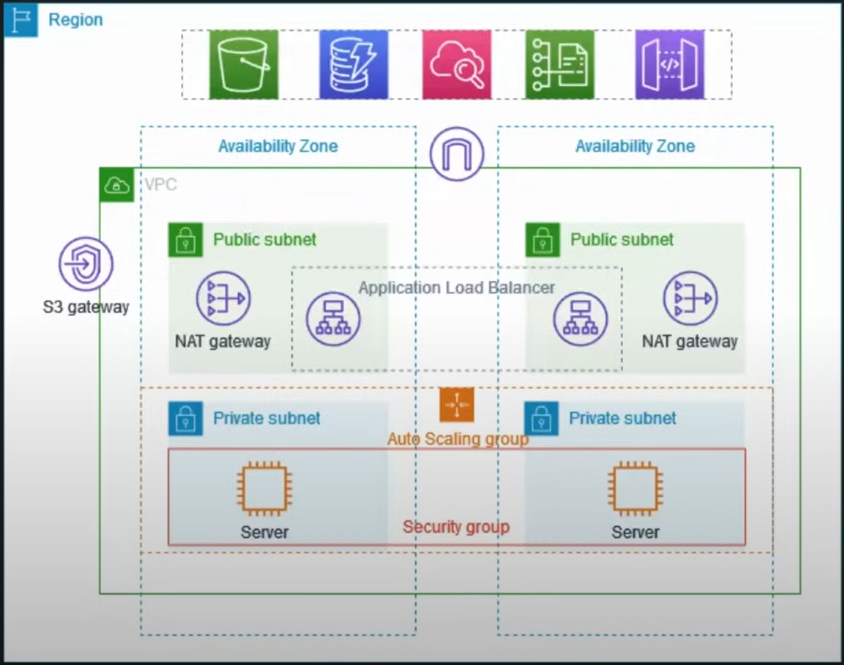 Region
Availability Zone
Availability Zone
VPC
Public subnet
Public subnet
S3 gateway
Application Load Balancer
NAT gateway
NAT gateway
Private subnet
Private subnet
Auto Scaling group
Server
Security group
Server